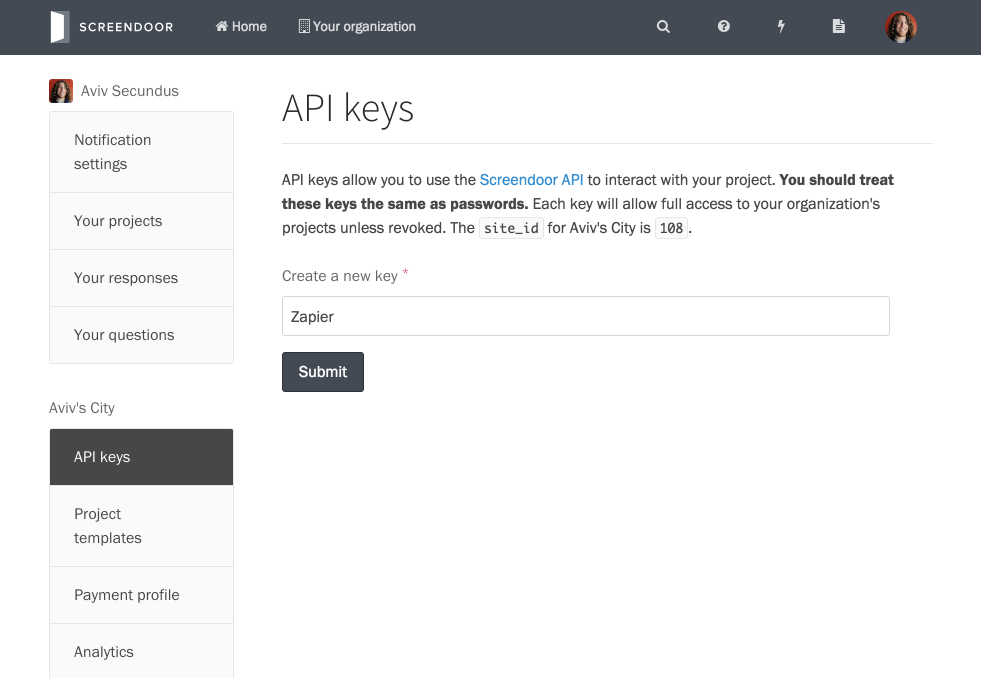 SCREENDOOR
Home
Your organization
Aviv Secundus
Notification
settings
Your projects
Your responses
Your questions
Aviv's City
API keys
Project
templates
Payment profile
Analytics
API keys
API keys allow you to use the Screendoor API to interact with your project. You should treat
these keys the same as passwords. Each key will allow full access to your organization's
projects unless revoked. The site_id for Aviv's City is 108.
Create a new key *
Zapier
Submit